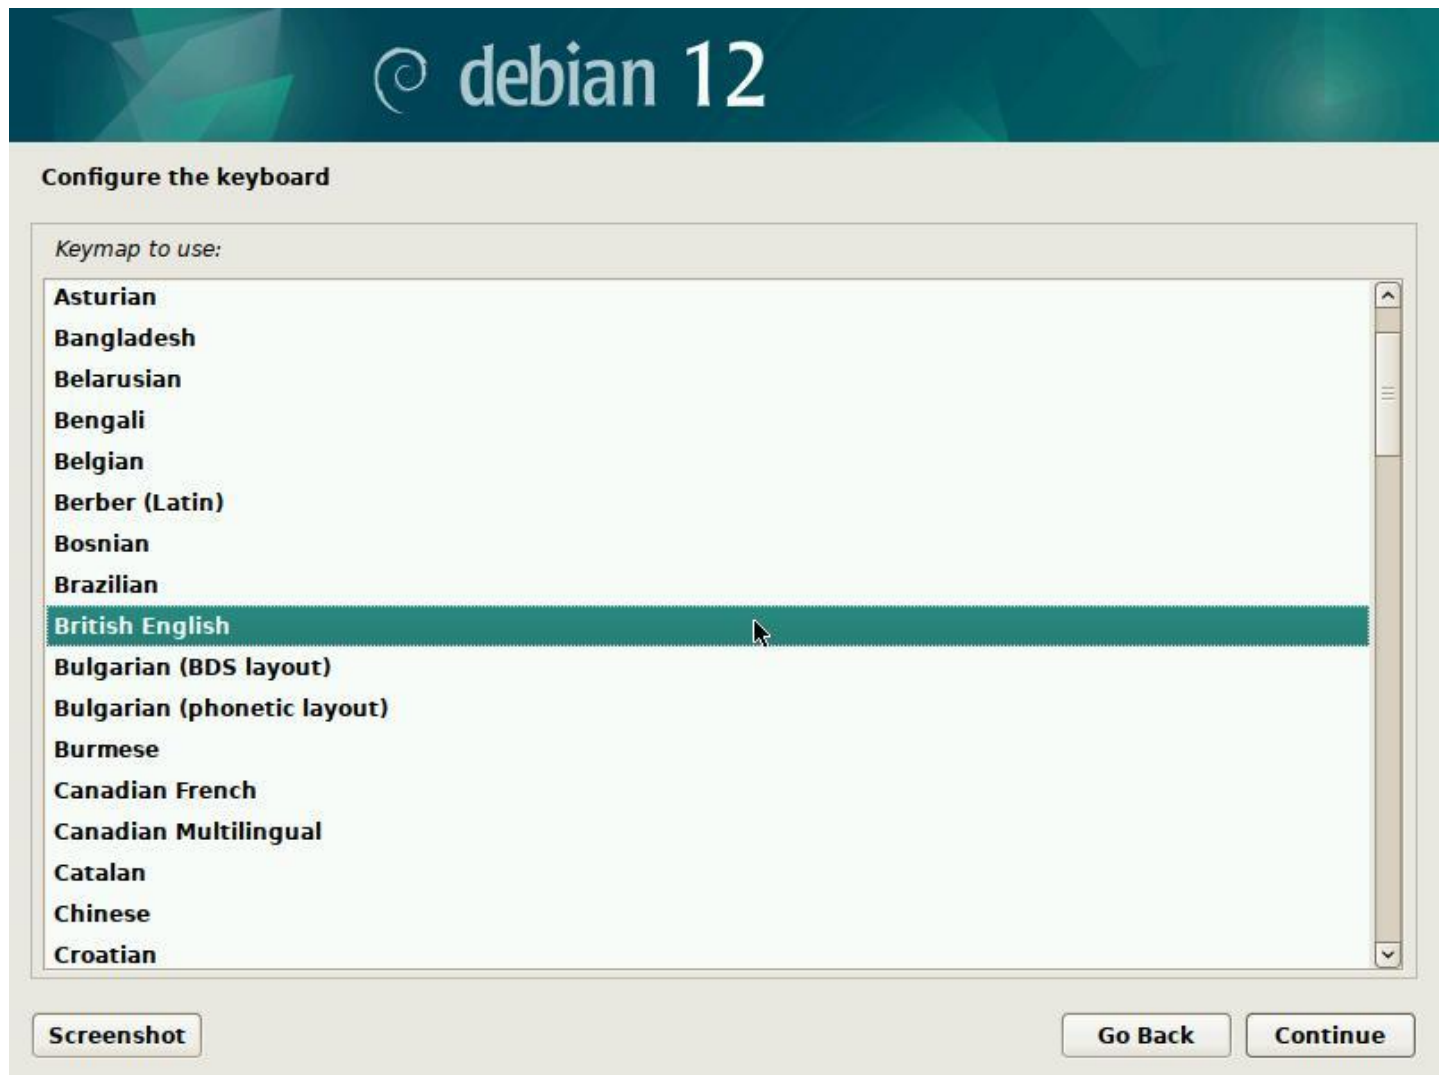 debian 12
Configure the keyboard
Keymap to use:
Asturian
Bangladesh
Belarusian
Bengali
Belgian
Berber (Latin)
Bosnian
Brazilian
British English
Bulgarian (BDS layout)
Bulgarian (phonetic layout)
Burmese
Canadian French
Canadian Multilingual
Catalan
Chinese
Croatian
Screenshot Go Back Continue